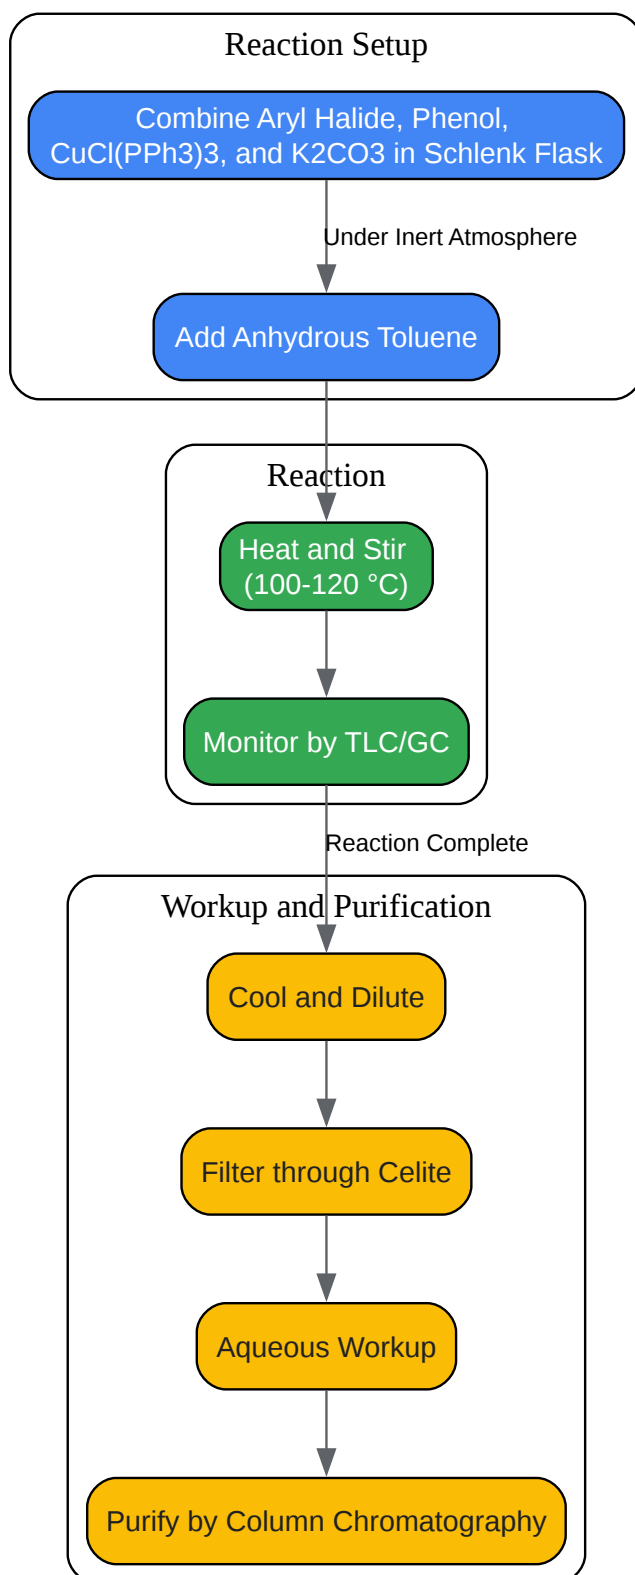 Reaction Setup
Combine Aryl Halide, Phenol,
CuCl(PPh3)3, and K2CO3 in Schlenk Flask
Under Inert Atmosphere
Add Anhydrous Toluene
Reaction
Heat and Stir
(100-120 °C)
Monitor by TLC/GC
Reaction Complete
Workup and Purification
Cool and Dilute
Filter through Celite
Aqueous Workup
Purify by Column Chromatography